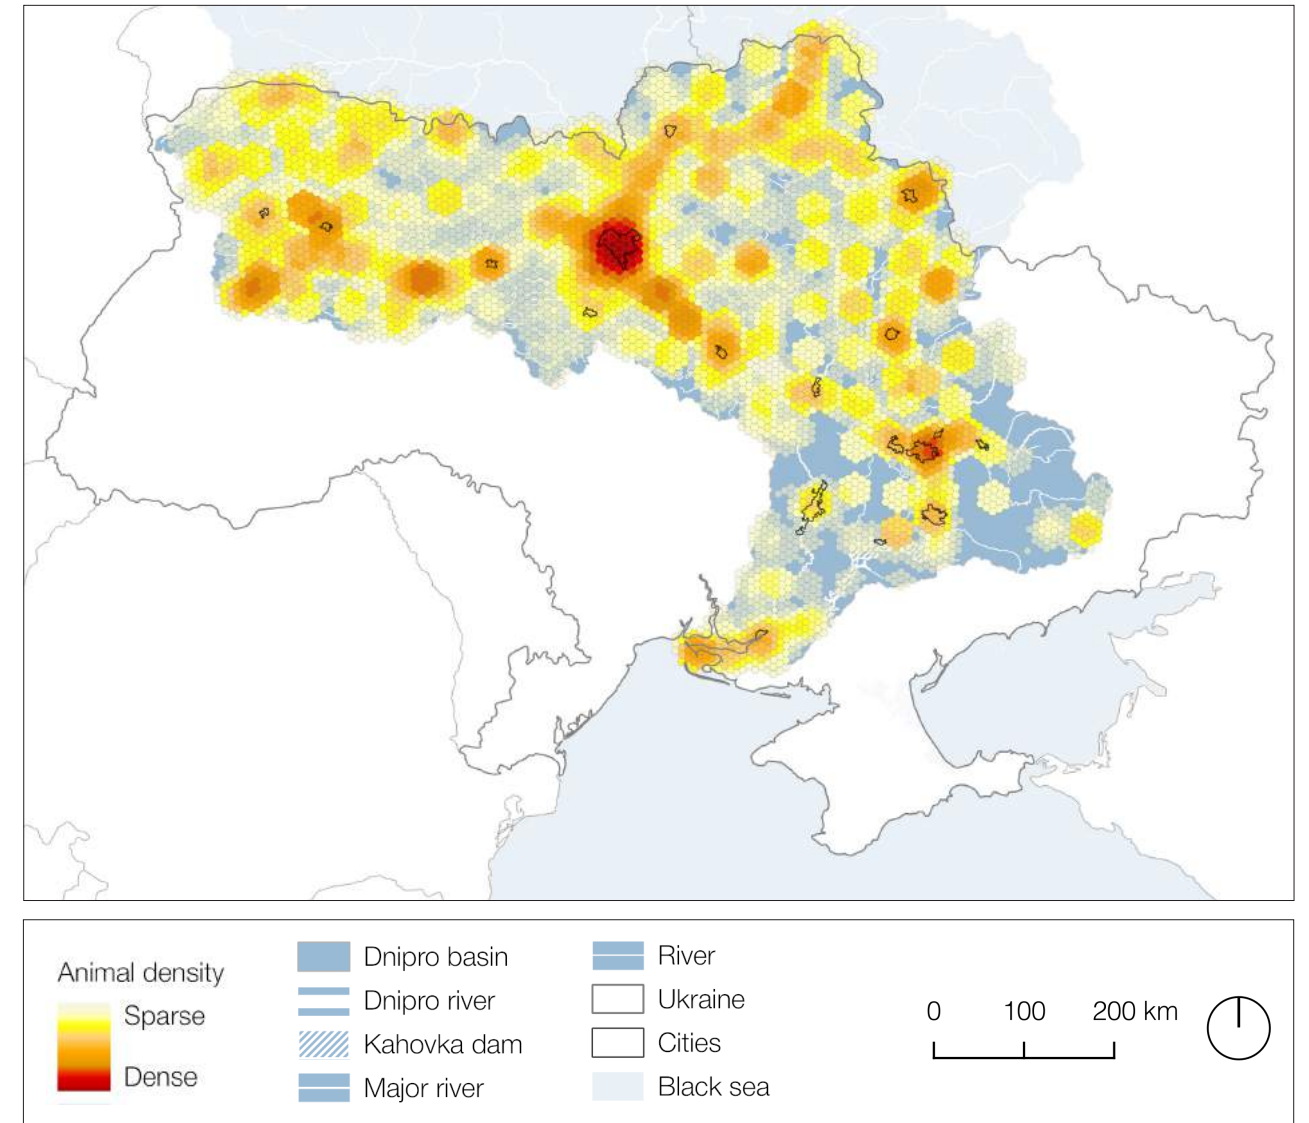 Animal density
Sparse
Dense
Dnipro basin
Dnipro river
Kahovka dam
Major river
River
Ukraine
Cities
Black sea
0 100 200 km